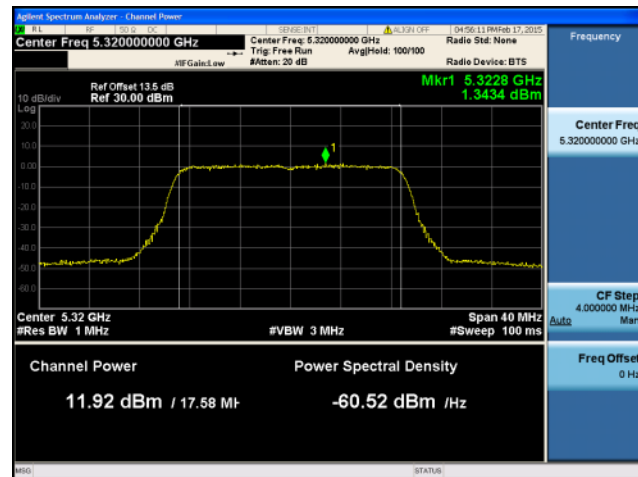 Agilent Spectrum Analyzer - Channel Power
RL RF 50 Ω DC SENSE:INT ALIGN OFF 04:56:11 PM Feb 17, 2015
Center Freq 5.320000000 GHz
Center Freq: 5.320000000 GHz
Radio Std: None
Trig: Free Run Avg|Hold: 100/100
#IFGain:Low #Atten: 20 dB Radio Device: BTS
Ref Offset 13.5 dB
10 dB/div Ref 30.00 dBm
Mkr1 5.3228 GHz
1.3434 dBm
Log
20.0
10.0
0.00
-10.0
-20.0
-30.0
-40.0
-50.0
-60.0
1
Center 5.32 GHz Span 40 MHz
#Res BW 1 MHz #VBW 3 MHz #Sweep 100 ms
Channel Power Power Spectral Density
11.92 dBm / 17.58 MH -60.52 dBm /Hz
MSG STATUS
Frequency
Center Freq
5.320000000 GHz
CF Step
4.000000 MHz
Auto Man
Freq Offset
0 Hz